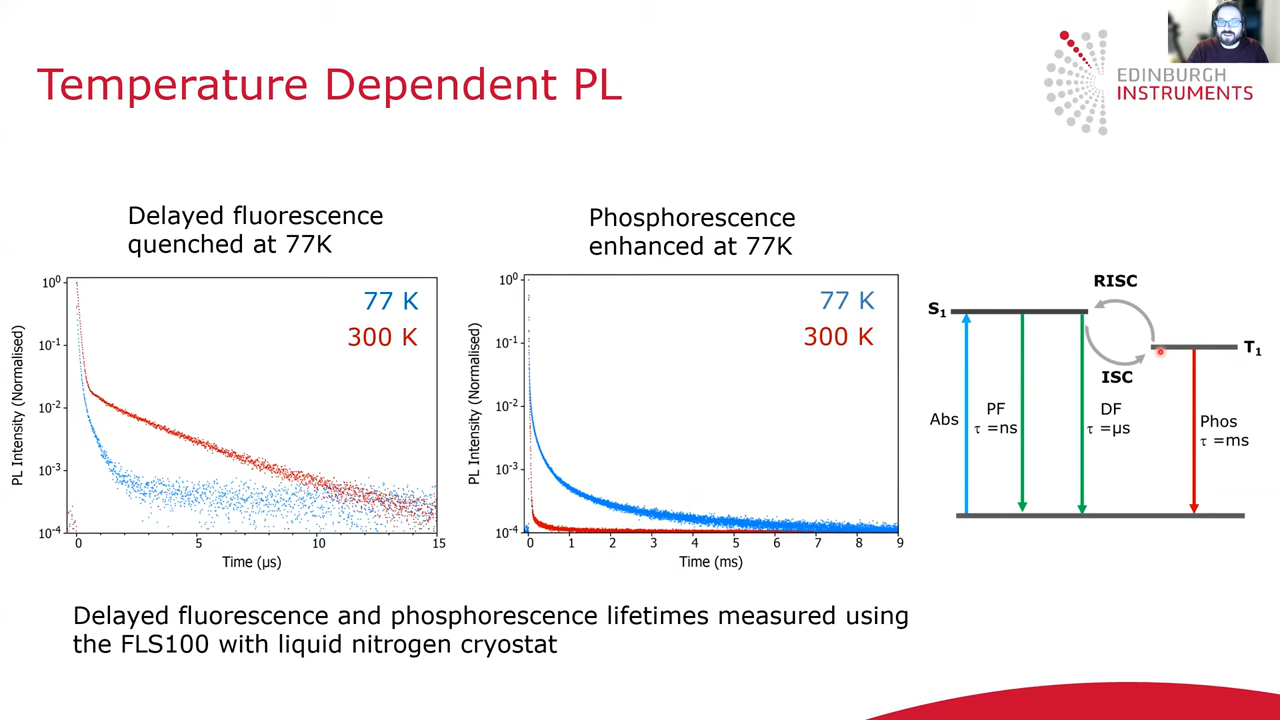 Temperature Dependent PL
EDINBURGH
INSTRUMENTS
Delayed fluorescence
quenched at 77K
10⁰
10⁻¹
10⁻²
10⁻³
10⁻⁴
PL Intensity (Normalised)
77 K
300 K
0 5 10 15
Time (µs)
Phosphorescence
enhanced at 77K
10⁰
10⁻¹
10⁻²
10⁻³
10⁻⁴
PL Intensity (Normalised)
77 K
300 K
0 1 2 3 4 5 6 7 8 9
Time (ms)
RISC
S₁
T₁
ISC
Abs
PF
τ =ns
DF
τ =µs
Phos
τ =ms
Delayed fluorescence and phosphorescence lifetimes measured using
the FLS100 with liquid nitrogen cryostat